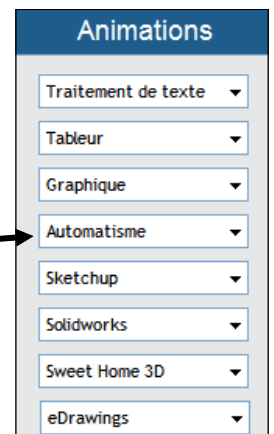 Animations
Traitement de texte
Tableur
Graphique
Automatisme
Sketchup
Solidworks
Sweet Home 3D
eDrawings